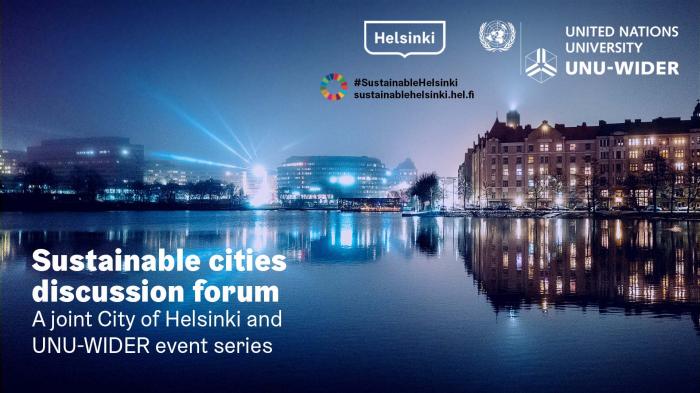 Helsinki
UNITED NATIONS
UNIVERSITY
UNU-WIDER
#SustainableHelsinki
sustainablehelsinki.hel.fi
Sustainable cities
discussion forum
A joint City of Helsinki and
UNU-WIDER event series